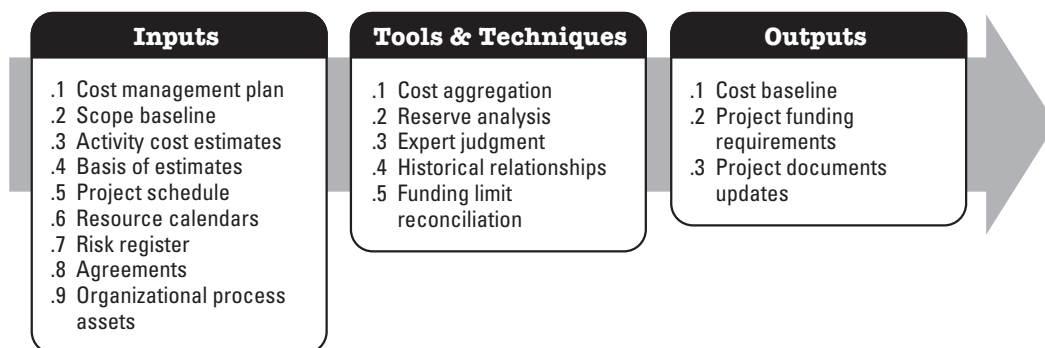 Inputs
.1 Cost management plan
.2 Scope baseline
.3 Activity cost estimates
.4 Basis of estimates
.5 Project schedule
.6 Resource calendars
.7 Risk register
.8 Agreements
.9 Organizational process
assets
Tools & Techniques
.1 Cost aggregation
.2 Reserve analysis
.3 Expert judgment
.4 Historical relationships
.5 Funding limit
reconciliation
Outputs
.1 Cost baseline
.2 Project funding
requirements
.3 Project documents
updates